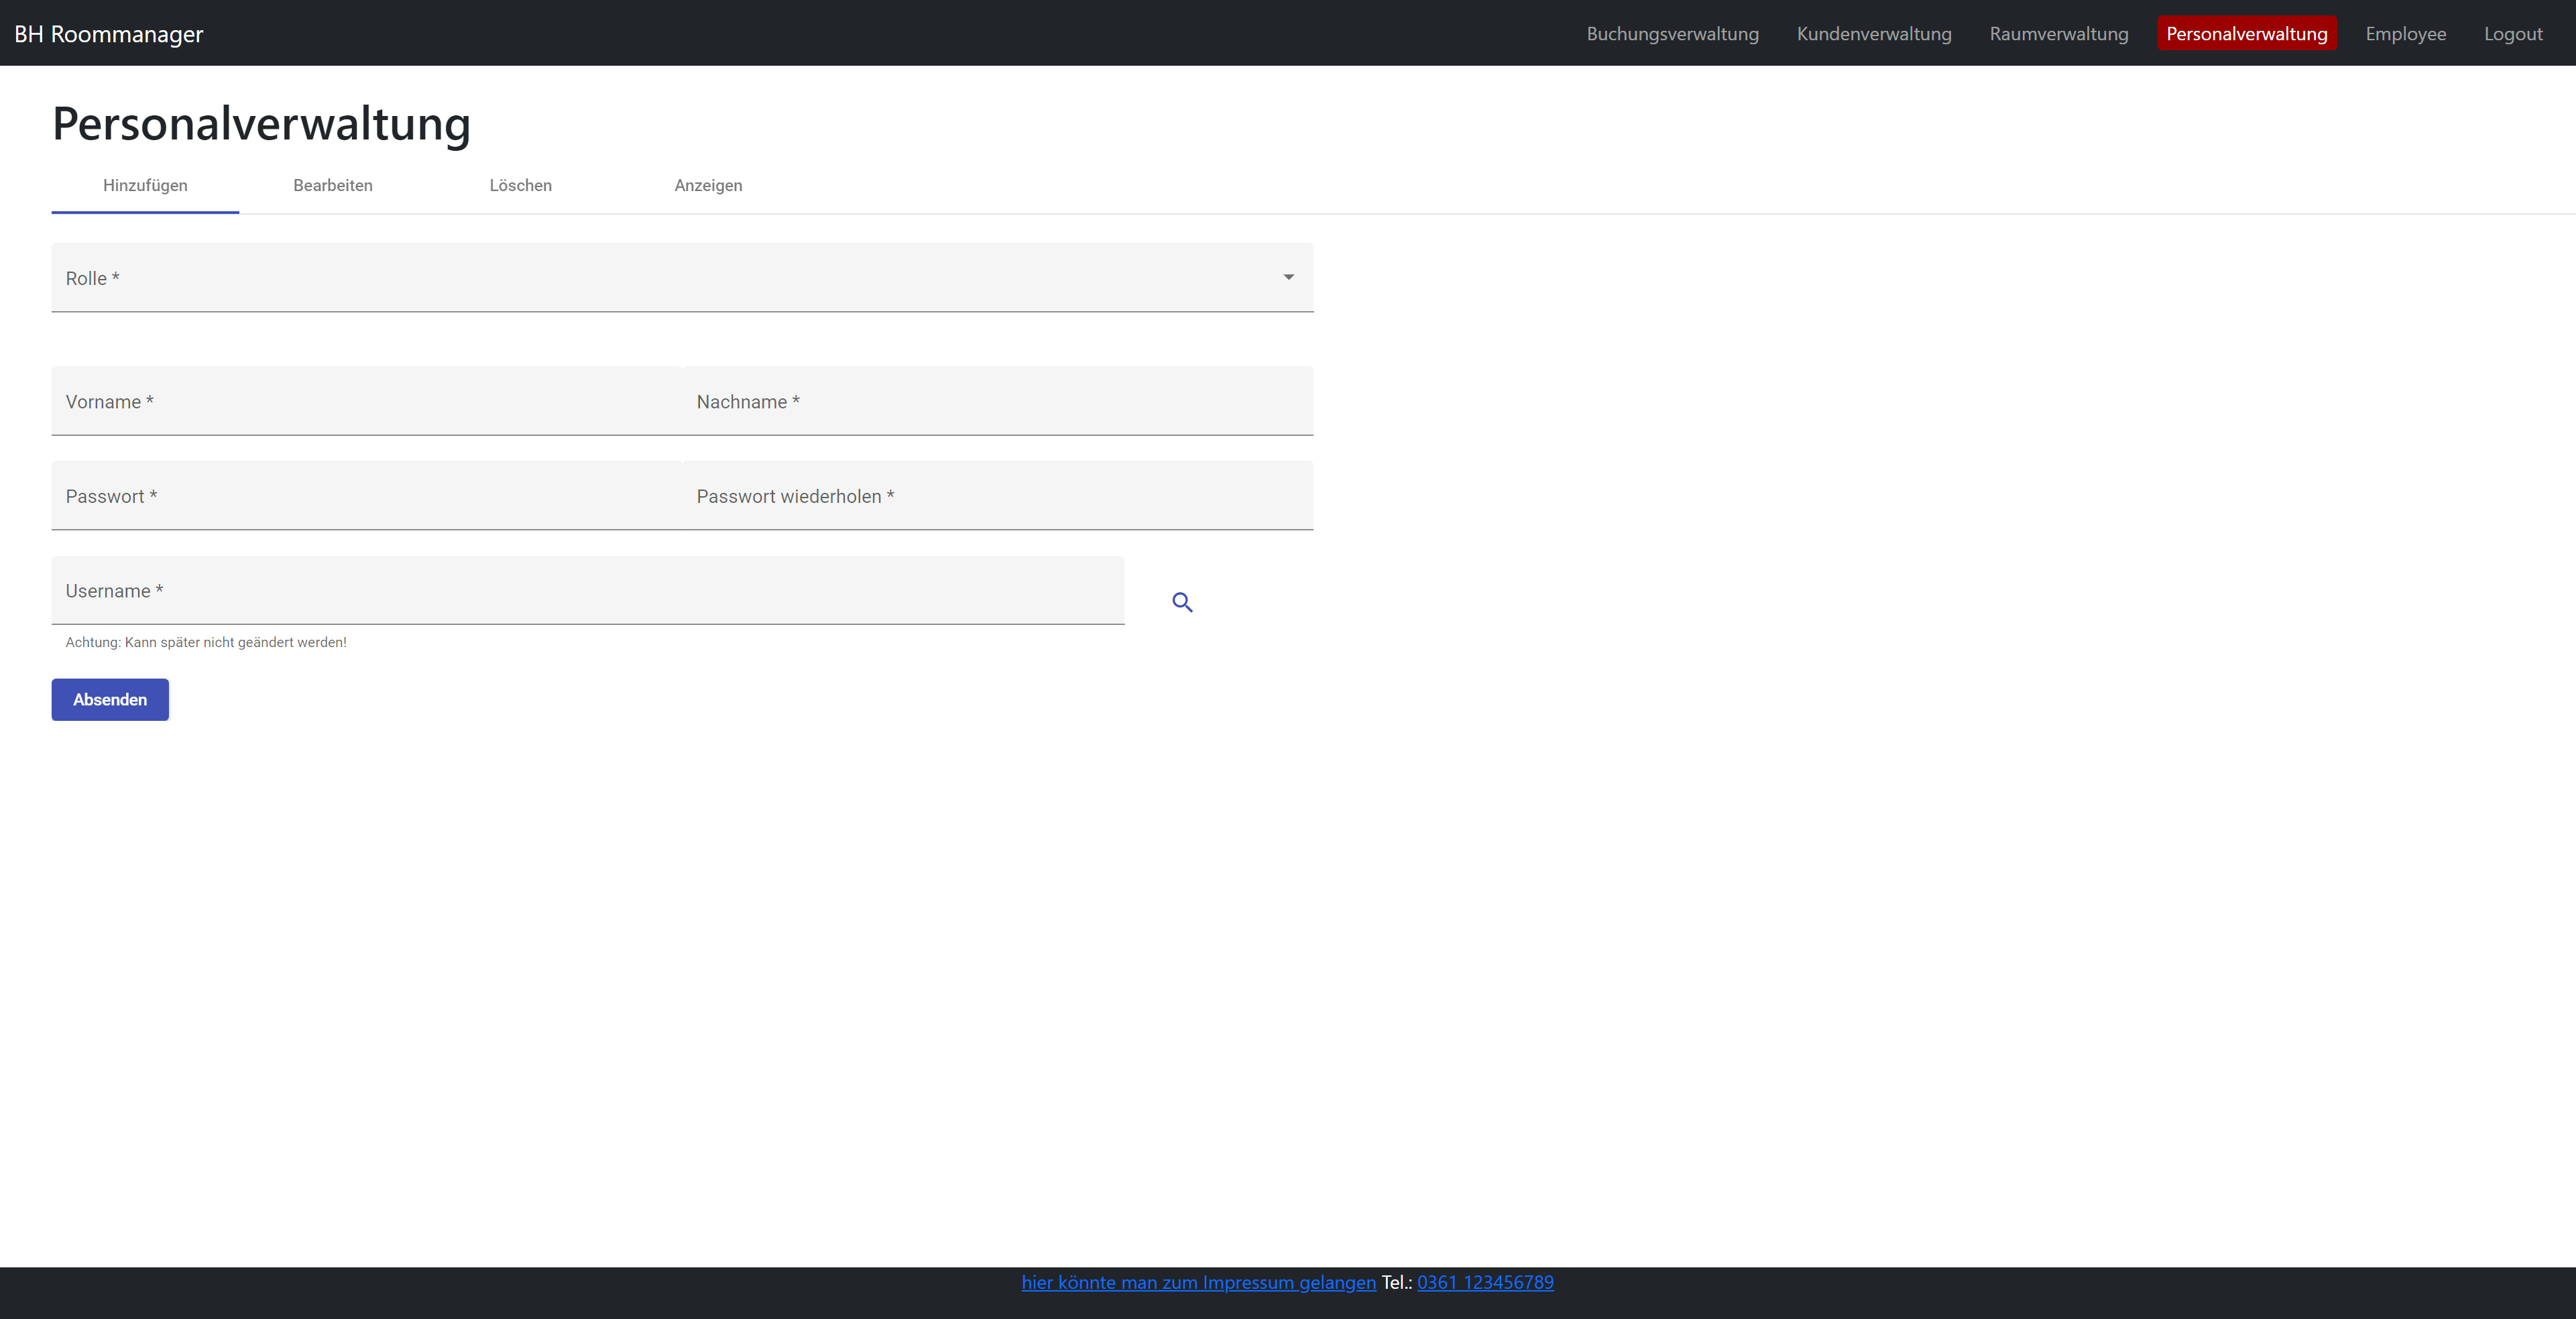 BH Roommanager Buchungsverwaltung Kundenverwaltung Raumverwaltung Personalverwaltung Employee Logout
Personalverwaltung
Hinzufügen Bearbeiten Löschen Anzeigen
Rolle *
Vorname * Nachname *
Passwort * Passwort wiederholen *
Username *
Achtung: Kann später nicht geändert werden!
Absenden
hier könnte man zum Impressum gelangen Tel.: 0361 123456789